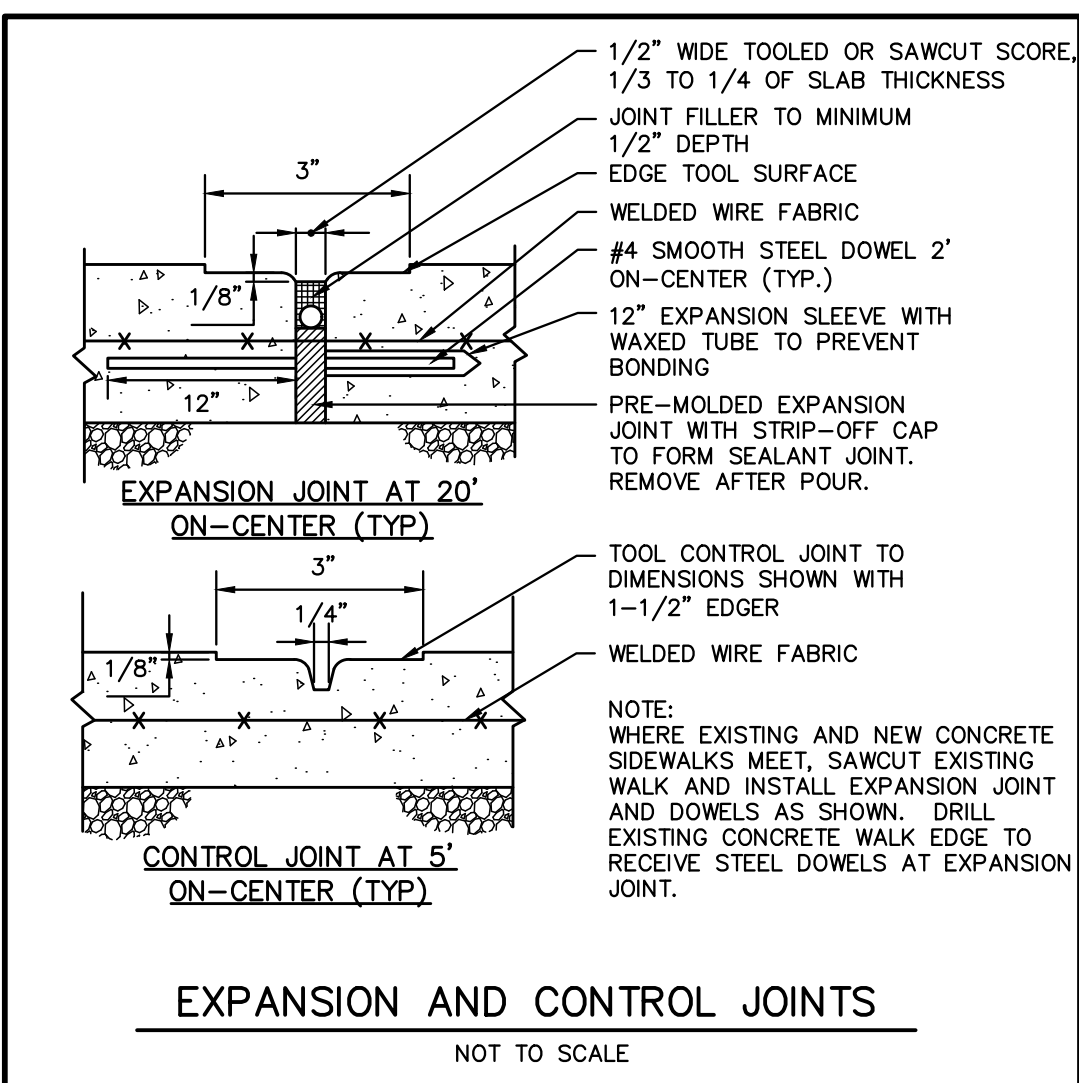 1/2" WIDE TOOLED OR SAWCUT SCORE,
1/3 TO 1/4 OF SLAB THICKNESS
JOINT FILLER TO MINIMUM
1/2" DEPTH
EDGE TOOL SURFACE
WELDED WIRE FABRIC
#4 SMOOTH STEEL DOWEL 2'
ON-CENTER (TYP.)
12" EXPANSION SLEEVE WITH
WAXED TUBE TO PREVENT
BONDING
PRE-MOLDED EXPANSION
JOINT WITH STRIP-OFF CAP
TO FORM SEALANT JOINT.
REMOVE AFTER POUR.
3"
1/8"
12"
EXPANSION JOINT AT 20'
ON-CENTER (TYP)
TOOL CONTROL JOINT TO
DIMENSIONS SHOWN WITH
1-1/2" EDGER
WELDED WIRE FABRIC
3"
1/4"
1/8"
CONTROL JOINT AT 5'
ON-CENTER (TYP)
NOTE:
WHERE EXISTING AND NEW CONCRETE
SIDEWALKS MEET, SAWCUT EXISTING
WALK AND INSTALL EXPANSION JOINT
AND DOWELS AS SHOWN. DRILL
EXISTING CONCRETE WALK EDGE TO
RECEIVE STEEL DOWELS AT EXPANSION
JOINT.
EXPANSION AND CONTROL JOINTS
NOT TO SCALE